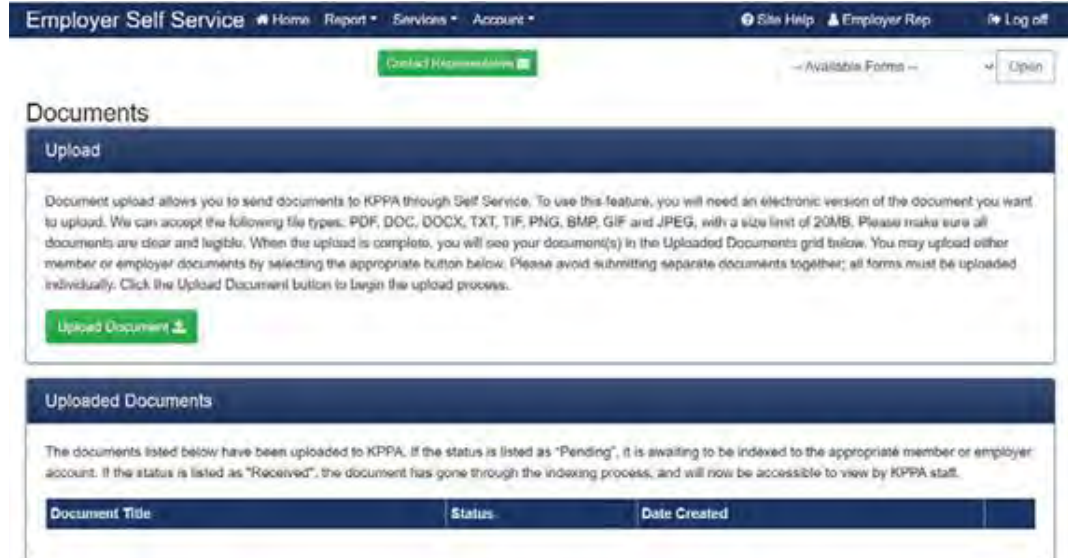 Employer Self Service Home Report Services Account Site Help Employer Rep Log off
Contact Representative -- Available Forms -- Open
Documents
Upload
Document upload allows you to send documents to KPPA through Self Service. To use this feature, you will need an electronic version of the document you want
to upload. We can accept the following file types: PDF, DOC, DOCX, TXT, TIF, PNG, BMP, GIF and JPEG, with a size limit of 20MB. Please make sure all
documents are clear and legible. When the upload is complete, you will see your document(s) in the Uploaded Documents grid below. You may upload either
member or employer documents by selecting the appropriate button below. Please avoid submitting separate documents together; all forms must be uploaded
individually. Click the Upload Document button to begin the upload process.
Upload Document
Uploaded Documents
The documents listed below have been uploaded to KPPA. If the status is listed as "Pending", it is awaiting to be indexed to the appropriate member or employer
account. If the status is listed as "Received", the document has gone through the indexing process, and will now be accessible to view by KPPA staff.
Document Title Status Date Created